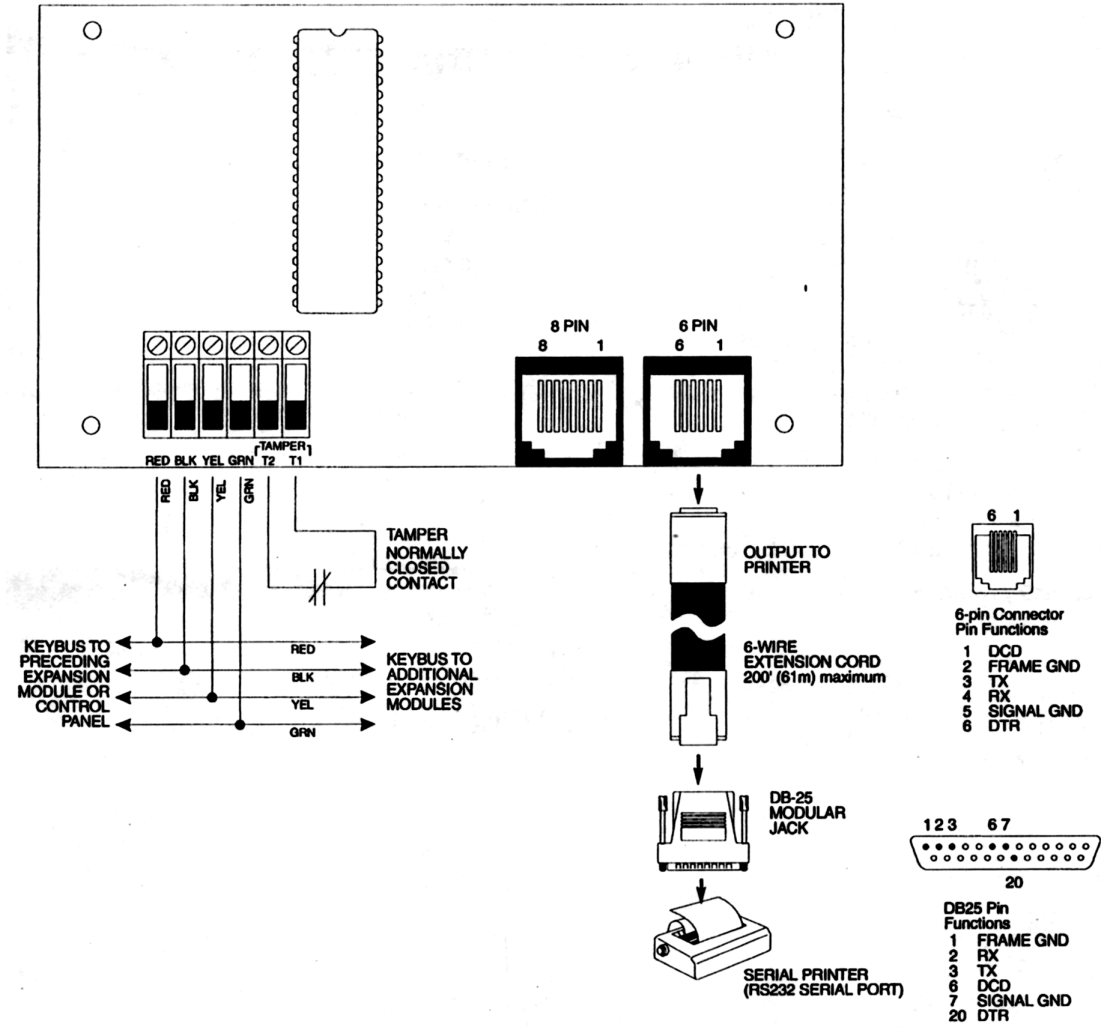 8 PIN
8 1
6 PIN
6 1
TAMPER
RED BLK YEL GRN T2 T1
RED
BLK
YEL
GRN
TAMPER
NORMALLY
CLOSED
CONTACT
KEYBUS TO
PRECEDING
EXPANSION
MODULE OR
CONTROL
PANEL
RED
BLK
YEL
GRN
KEYBUS TO
ADDITIONAL
EXPANSION
MODULES
OUTPUT TO
PRINTER
6-WIRE
EXTENSION CORD
200' (61m) maximum
DB-25
MODULAR
JACK
SERIAL PRINTER
(RS232 SERIAL PORT)
6 1
6-pin Connector
Pin Functions
1 DCD
2 FRAME GND
3 TX
4 RX
5 SIGNAL GND
6 DTR
1 2 3 6 7
20
DB25 Pin
Functions
1 FRAME GND
2 RX
3 TX
6 DCD
7 SIGNAL GND
20 DTR